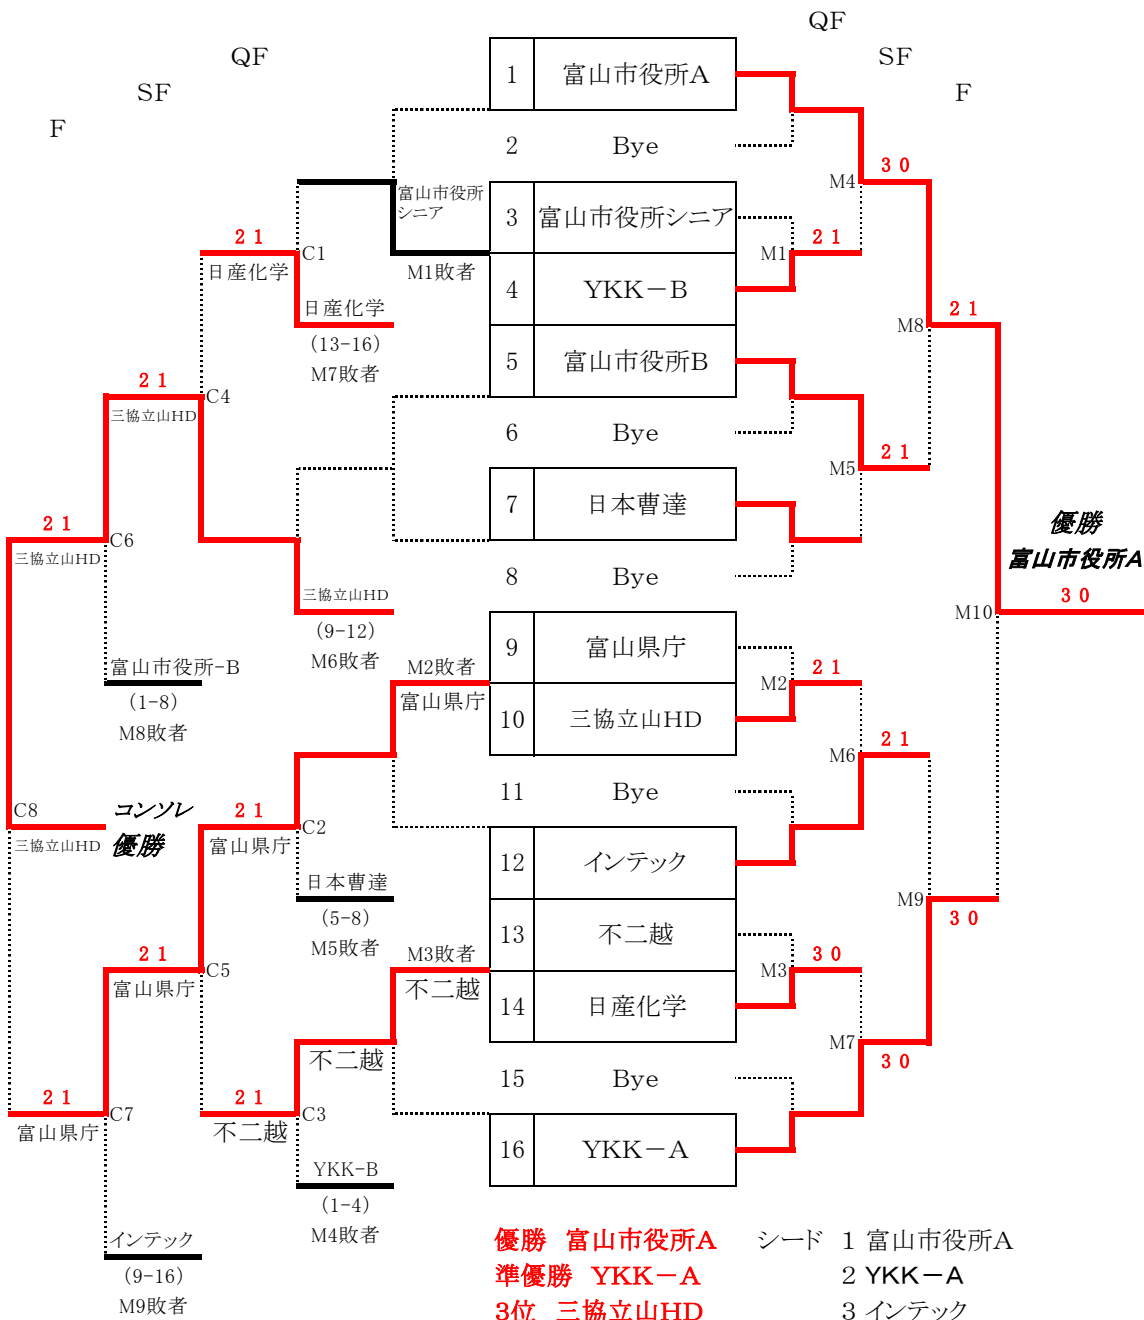 QF
QF
SF
SF
F
F
1 富山市役所A
2 Bye
3 富山市役所シニア
4 YKK－B
5 富山市役所B
6 Bye
7 日本曹達
8 Bye
9 富山県庁
10 三協立山HD
11 Bye
12 インテック
13 不二越
14 日産化学
15 Bye
16 YKK－A
富山市役所
シニア
M1敗者
2 1
C1
日産化学
日産化学
(13-16)
M7敗者
2 1
C4
三協立山HD
2 1
C6
三協立山HD
三協立山HD
(9-12)
M6敗者
富山市役所-B
(1-8)
M8敗者
M2敗者
富山県庁
C8
コンソレ
優勝
三協立山HD
2 1
C2
富山県庁
日本曹達
(5-8)
M5敗者
M3敗者
不二越
2 1
C5
富山県庁
不二越
2 1
C7
富山県庁
2 1
C3
不二越
YKK-B
(1-4)
M4敗者
インテック
(9-16)
M9敗者
M4
3 0
M1
2 1
M8
2 1
M5
2 1
優勝
富山市役所A
M10
3 0
M2
2 1
M6
2 1
M9
3 0
M3
3 0
M7
3 0
優勝 富山市役所A
準優勝 YKK－A
3位 三協立山HD
シード 1 富山市役所A
2 YKK－A
3 インテック